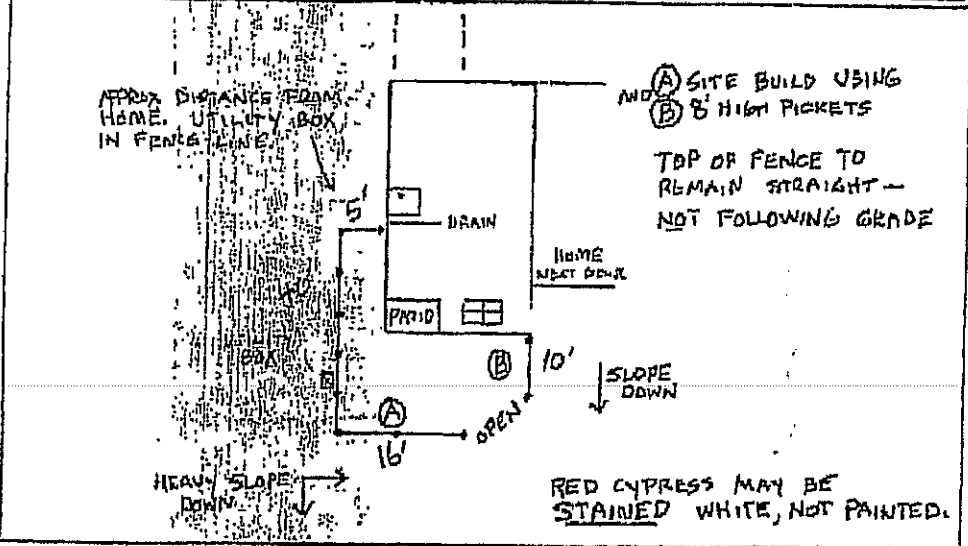 APPROX DISTANCE FROM
HOME. UTILITY BOX
IN FENCE LINE.
AND Ⓐ SITE BUILD USING
Ⓑ 8' HIGH PICKETS
TOP OF FENCE TO
REMAIN STRAIGHT —
NOT FOLLOWING GRADE
5'
DRAIN
HOME
NEXT DOOR
PATIO
BOX
Ⓑ 10'
SLOPE
DOWN
Ⓐ
OPEN
16'
HEAVY SLOPE
DOWN
RED CYPRESS MAY BE
STAINED WHITE, NOT PAINTED.